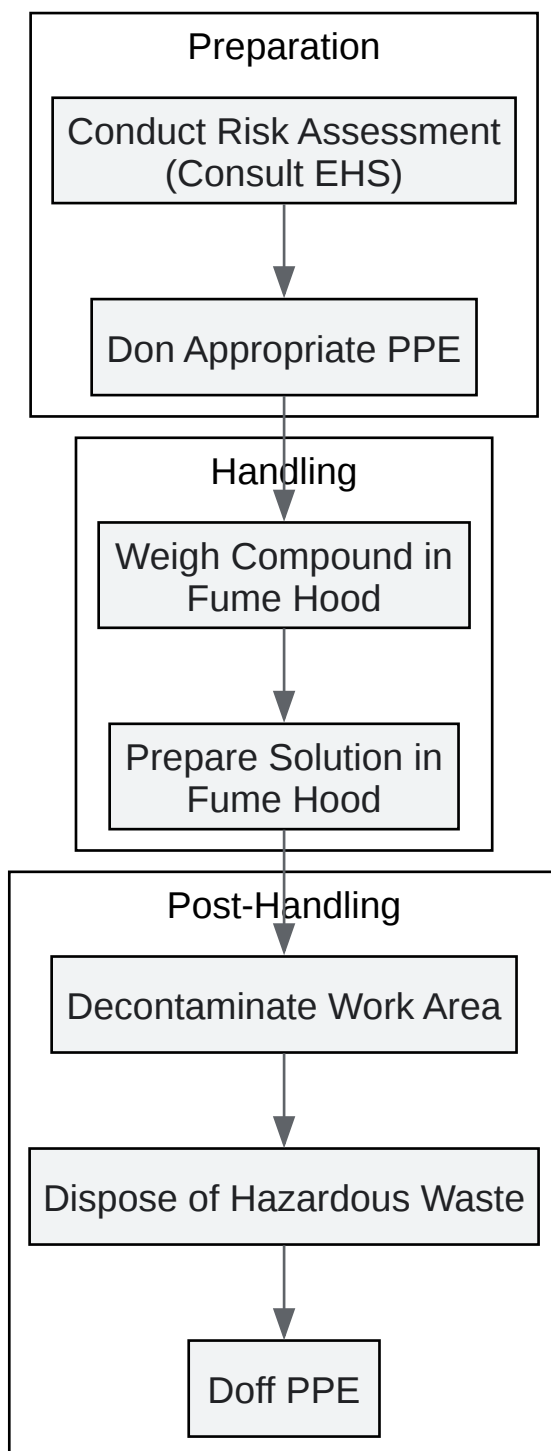 Preparation
Conduct Risk Assessment
(Consult EHS)
Don Appropriate PPE
Handling
Weigh Compound in
Fume Hood
Prepare Solution in
Fume Hood
Post-Handling
Decontaminate Work Area
Dispose of Hazardous Waste
Doff PPE